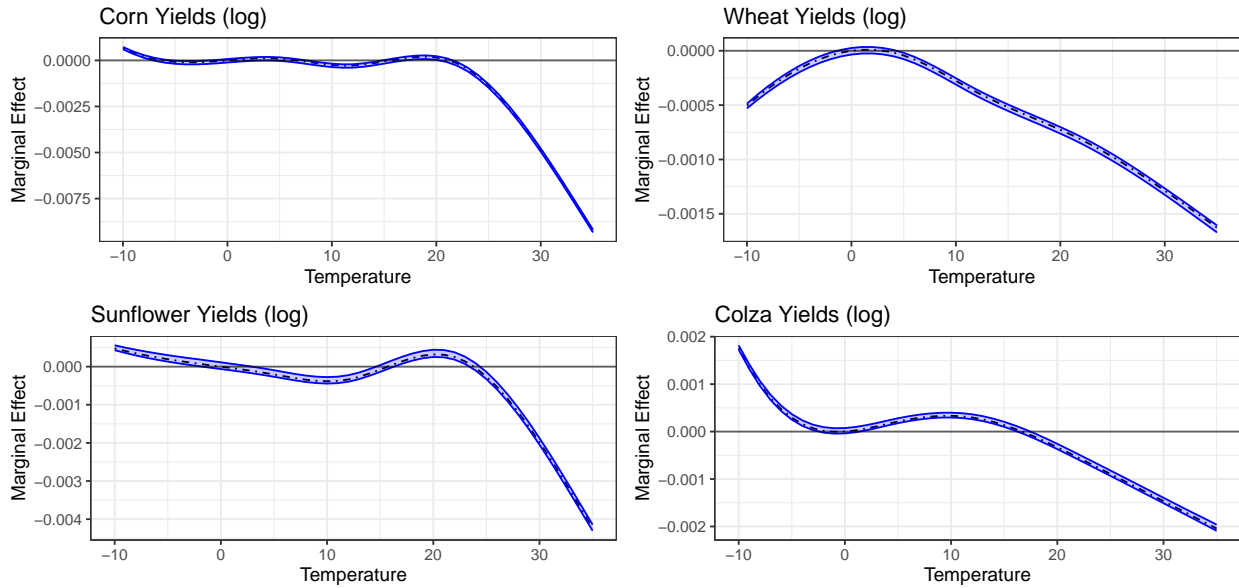 Corn Yields (log)
Marginal Effect
0.0000
−0.0025
−0.0050
−0.0075
−10 0 10 20 30
Temperature
Wheat Yields (log)
Marginal Effect
0.0000
−0.0005
−0.0010
−0.0015
−10 0 10 20 30
Temperature
Sunflower Yields (log)
Marginal Effect
0.000
−0.001
−0.002
−0.003
−0.004
−10 0 10 20 30
Temperature
Colza Yields (log)
Marginal Effect
0.002
0.001
0.000
−0.001
−0.002
−10 0 10 20 30
Temperature